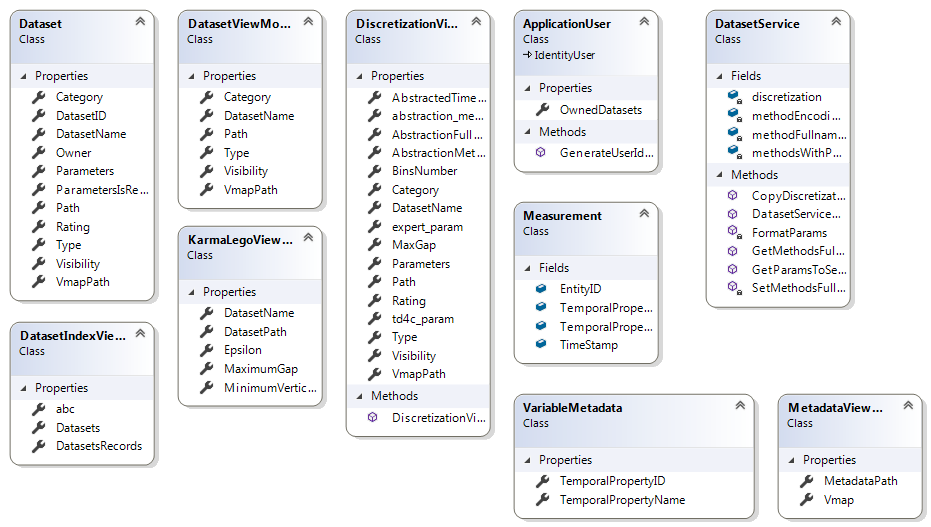 Dataset
Class
Properties
Category
DatasetID
DatasetName
Owner
Parameters
ParametersIsRe...
Path
Rating
Type
Visibility
VmapPath
DatasetIndexVie...
Class
Properties
abc
Datasets
DatasetsRecords
DatasetViewMo...
Class
Properties
Category
DatasetName
Path
Type
Visibility
VmapPath
KarmaLegoView...
Class
Properties
DatasetName
DatasetPath
Epsilon
MaximumGap
MinimumVertic...
DiscretizationVi...
Class
Properties
AbstractedTime...
abstraction_me...
AbstractionFull...
AbstractionMet...
BinsNumber
Category
DatasetName
expert_param
MaxGap
Parameters
Path
Rating
td4c_param
Type
Visibility
VmapPath
Methods
DiscretizationVi...
ApplicationUser
Class
IdentityUser
Properties
OwnedDatasets
Methods
GenerateUserId...
Measurement
Class
Fields
EntityID
TemporalPrope...
TemporalPrope...
TimeStamp
DatasetService
Class
Fields
discretization
methodEncodi...
methodFullnam...
methodsWithP...
Methods
CopyDiscretizat...
DatasetService...
FormatParams
GetMethodsFul...
GetParamsToSe...
SetMethodsFull...
VariableMetadata
Class
Properties
TemporalPropertyID
TemporalPropertyName
MetadataView...
Class
Properties
MetadataPath
Vmap